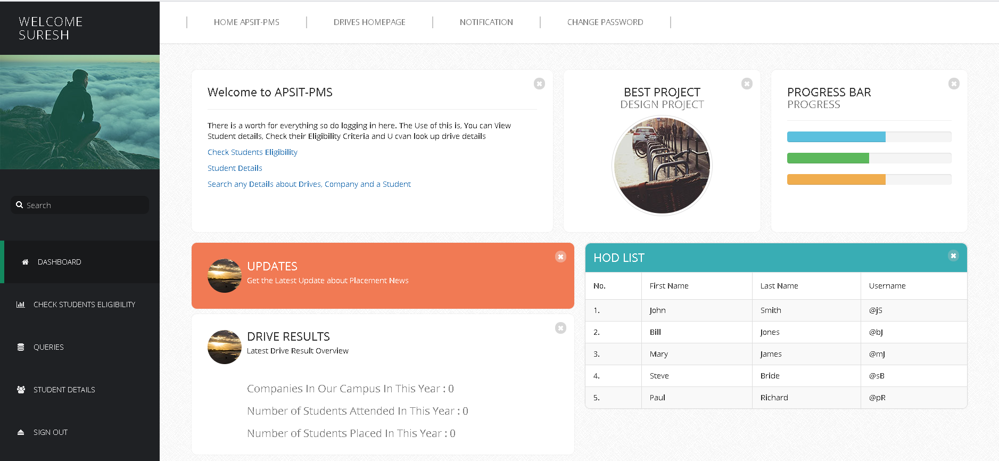 WELCOME
SURESH
HOME APSIT-PMS
DRIVES HOMEPAGE
NOTIFICATION
CHANGE PASSWORD
Search
DASHBOARD
CHECK STUDENTS ELIGIBILITY
QUERIES
STUDENT DETAILS
SIGN OUT
Welcome to APSIT-PMS
There is a worth for everything so do logging in here. The Use of this is, You can View
Student details, Check their Eligibility Criteria and U cvan look up drive details
Check Students Eligibility
Student Details
Search any Details about Drives, Company and a Student
BEST PROJECT
DESIGN PROJECT
PROGRESS BAR
PROGRESS
UPDATES
Get the Latest Update about Placement News
DRIVE RESULTS
Latest Drive Result Overview
Companies In Our Campus In This Year : 0
Number of Students Attended In This Year : 0
Number of Students Placed In This Year : 0
HOD LIST
No. First Name Last Name Username
1. John Smith @jS
2. Bill Jones @bJ
3. Mary James @mJ
4. Steve Bride @sB
5. Paul Richard @pR